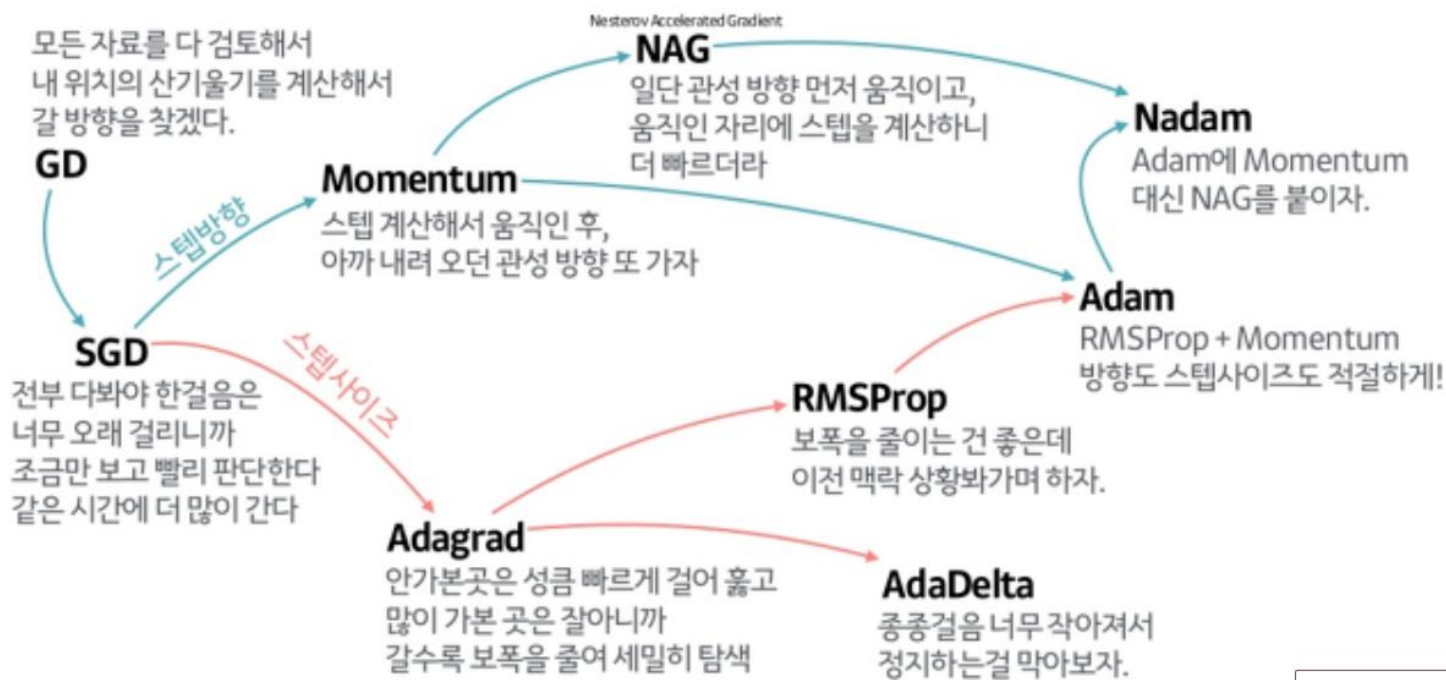 모든 자료를 다 검토해서
내 위치의 산기울기를 계산해서
갈 방향을 찾겠다.
GD
스텝방향
SGD
전부 다봐야 한걸음은
너무 오래 걸리니까
조금만 보고 빨리 판단한다
같은 시간에 더 많이 간다
Momentum
스텝 계산해서 움직인 후,
아까 내려 오던 관성 방향 또 가자
Nesterov Accelerated Gradient
NAG
일단 관성 방향 먼저 움직이고,
움직인 자리에 스텝을 계산하니
더 빠르더라
Nadam
Adam에 Momentum
대신 NAG를 붙이자.
Adam
RMSProp + Momentum
방향도 스텝사이즈도 적절하게!
스텝사이즈
Adagrad
안가본곳은 성큼 빠르게 걸어 훑고
많이 가본 곳은 잘아니까
갈수록 보폭을 줄여 세밀히 탐색
RMSProp
보폭을 줄이는 건 좋은데
이전 맥락 상황봐가며 하자.
AdaDelta
종종걸음 너무 작아져서
정지하는걸 막아보자.